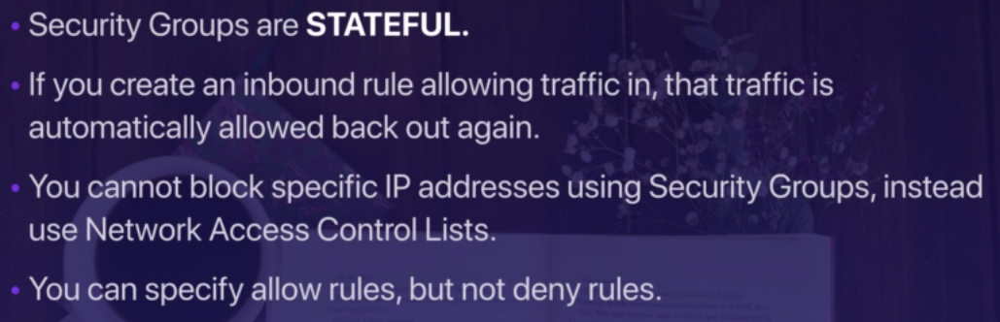 • Security Groups are STATEFUL.
• If you create an inbound rule allowing traffic in, that traffic is
automatically allowed back out again.
• You cannot block specific IP addresses using Security Groups, instead
use Network Access Control Lists.
• You can specify allow rules, but not deny rules.